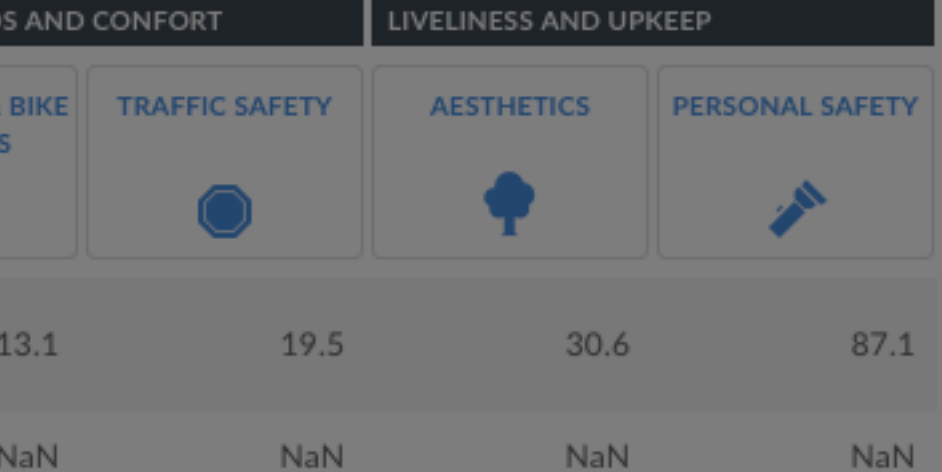 S AND CONFORT
LIVELINESS AND UPKEEP
BIKE
S
TRAFFIC SAFETY
AESTHETICS
PERSONAL SAFETY
13.1
19.5
30.6
87.1
NaN
NaN
NaN
NaN